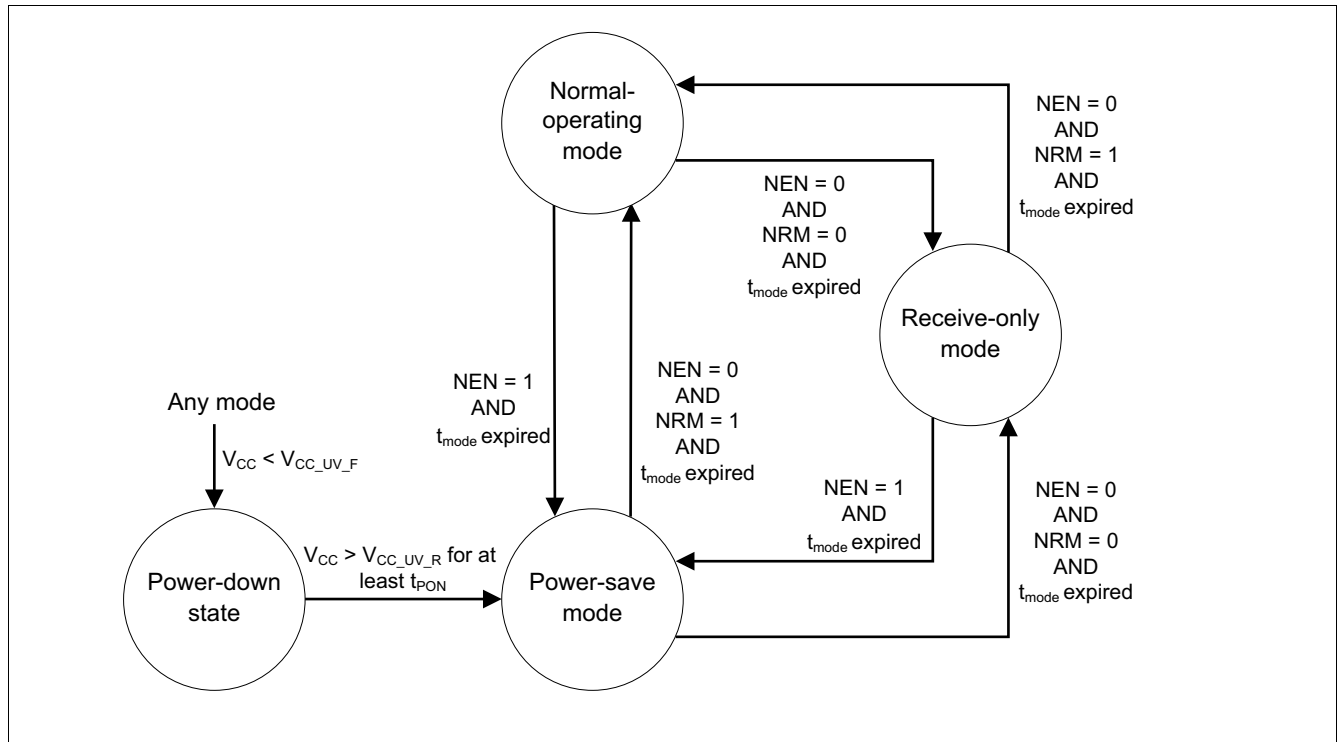 Normal-
operating
mode
NEN = 0
AND
NRM = 1
AND
tmode expired
NEN = 0
AND
NRM = 0
AND
tmode expired
Receive-only
mode
NEN = 1
AND
tmode expired
NEN = 0
AND
NRM = 1
AND
tmode expired
Any mode
VCC < VCC_UV_F
NEN = 1
AND
tmode expired
NEN = 0
AND
NRM = 0
AND
tmode expired
Power-down
state
VCC > VCC_UV_R for at
least tPON
Power-save
mode